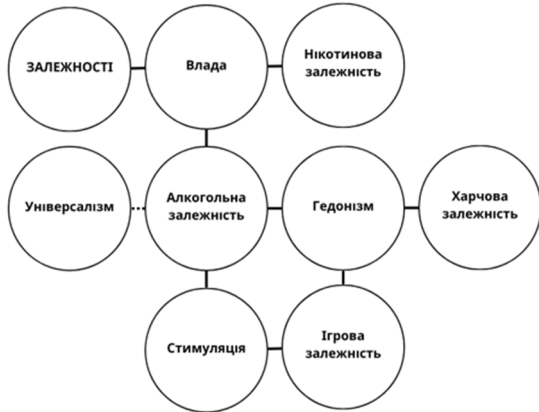 ЗАЛЕЖНОСТІ
Влада
Нікотинова
залежність
Універсалізм
Алкогольна
залежність
Гедонізм
Харчова
залежність
Стимуляція
Ігрова
залежність